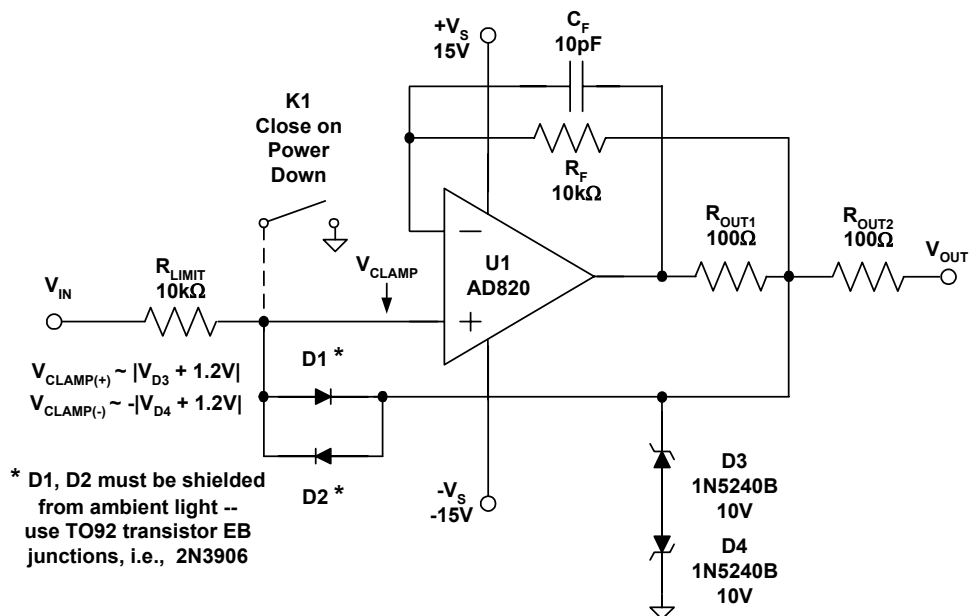 C_F
10pF
+V_S
15V
K1
Close on
Power
Down
R_F
10kΩ
R_OUT1
100Ω
R_OUT2
100Ω
V_OUT
V_CLAMP
U1
AD820
−
+
R_LIMIT
10kΩ
V_IN
D1 *
V_CLAMP(+) ~ |V_D3 + 1.2V|
V_CLAMP(-) ~ -|V_D4 + 1.2V|
D2 *
* D1, D2 must be shielded
from ambient light --
use TO92 transistor EB
junctions, i.e., 2N3906
-V_S
-15V
D3
1N5240B
10V
D4
1N5240B
10V